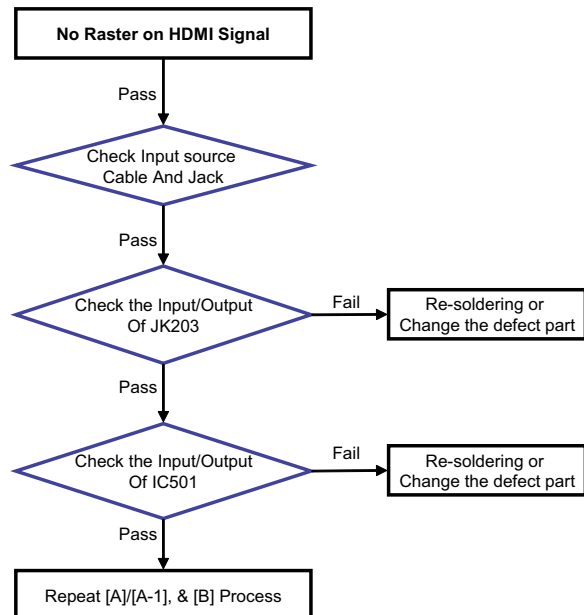 No Raster on HDMI Signal
Pass
Check Input source
Cable And Jack
Pass
Check the Input/Output
Of JK203
Fail
Re-soldering or
Change the defect part
Pass
Check the Input/Output
Of IC501
Fail
Re-soldering or
Change the defect part
Pass
Repeat [A]/[A-1], & [B] Process